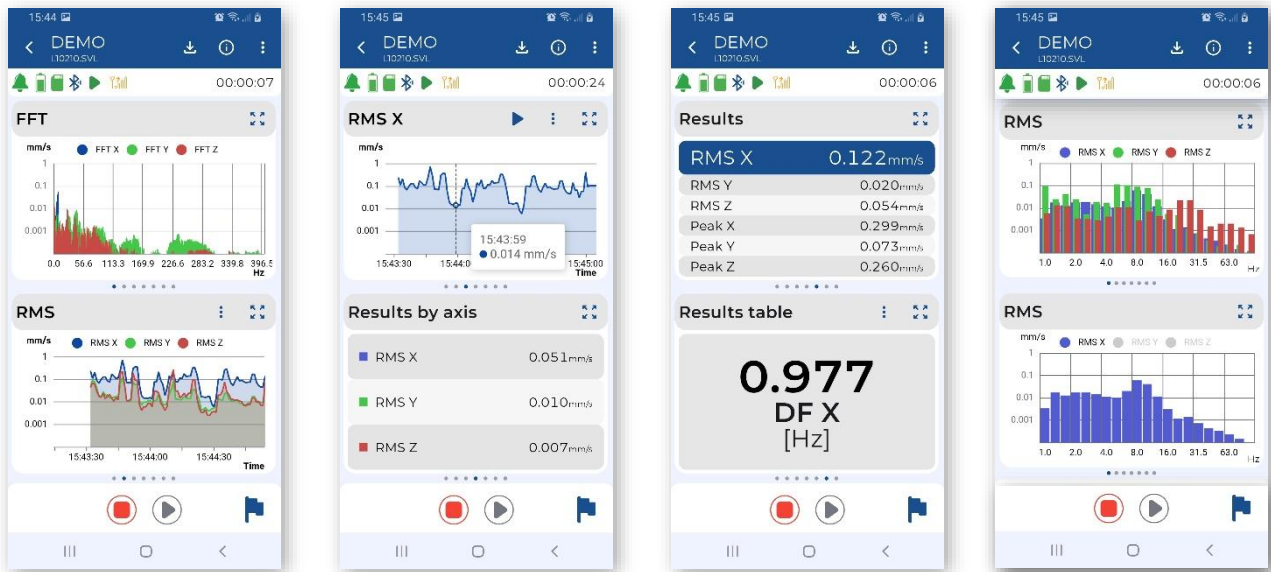 15:44
DEMO
L10210.SVL
00:00:07
FFT
mm/s FFT X FFT Y FFT Z
1
0.1
0.01
0.001
0.0 56.6 113.3 169.9 226.6 283.2 339.8 396.5
Hz
RMS
mm/s RMS X RMS Y RMS Z
1
0.1
0.01
0.001
15:43:30 15:44:00 15:44:30
Time
15:45
DEMO
L10210.SVL
00:00:24
RMS X
mm/s
1
0.1
0.01
0.001
15:43:59
0.014 mm/s
15:43:30 15:44:0 15:45:00
Time
Results by axis
RMS X 0.051mm/s
RMS Y 0.010mm/s
RMS Z 0.007mm/s
15:45
DEMO
L10210.SVL
00:00:06
Results
RMS X 0.122mm/s
RMS Y 0.020mm/s
RMS Z 0.054mm/s
Peak X 0.299mm/s
Peak Y 0.073mm/s
Peak Z 0.260mm/s
Results table
0.977
DF X
[Hz]
15:45
DEMO
L10210.SVL
00:00:06
RMS
mm/s RMS X RMS Y RMS Z
1
0.1
0.01
0.001
1.0 2.0 4.0 8.0 16.0 31.5 63.0
Hz
RMS
mm/s RMS X RMS Y RMS Z
1
0.1
0.01
0.001
1.0 2.0 4.0 8.0 16.0 31.5 63.0
Hz